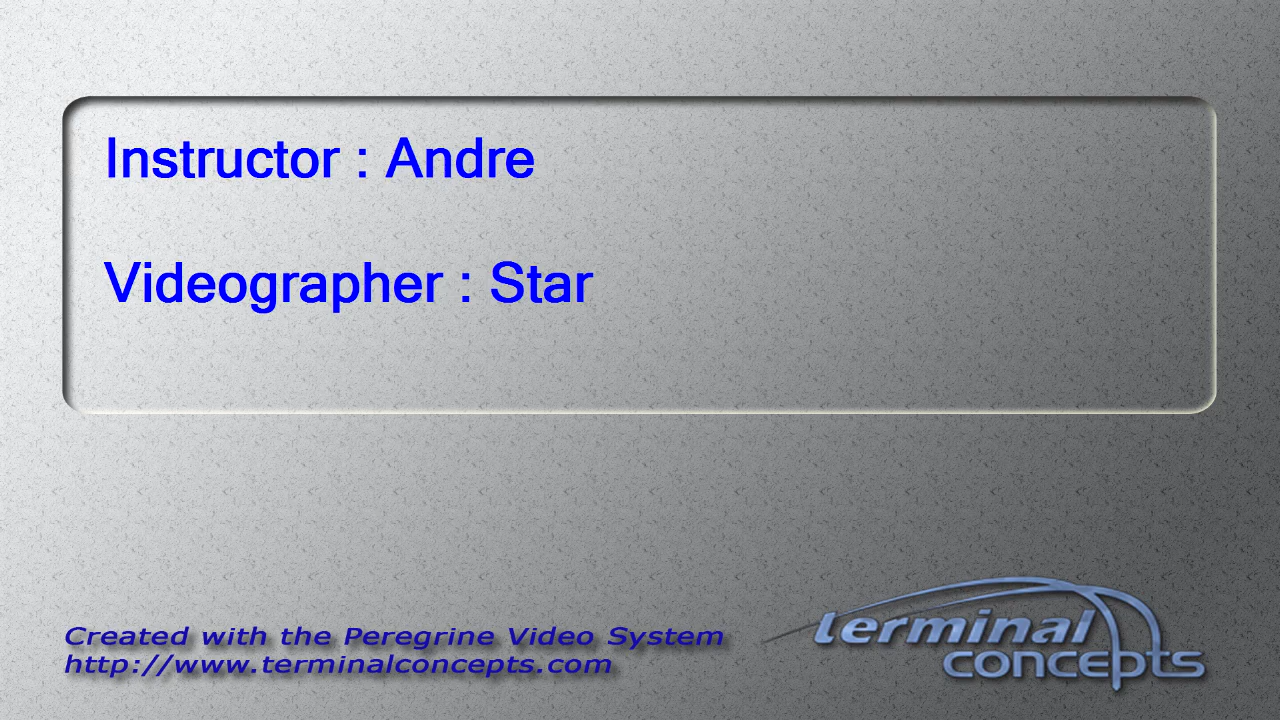 Instructor : Andre
Videographer : Star
Created with the Peregrine Video System
http://www.terminalconcepts.com
terminal
concepts